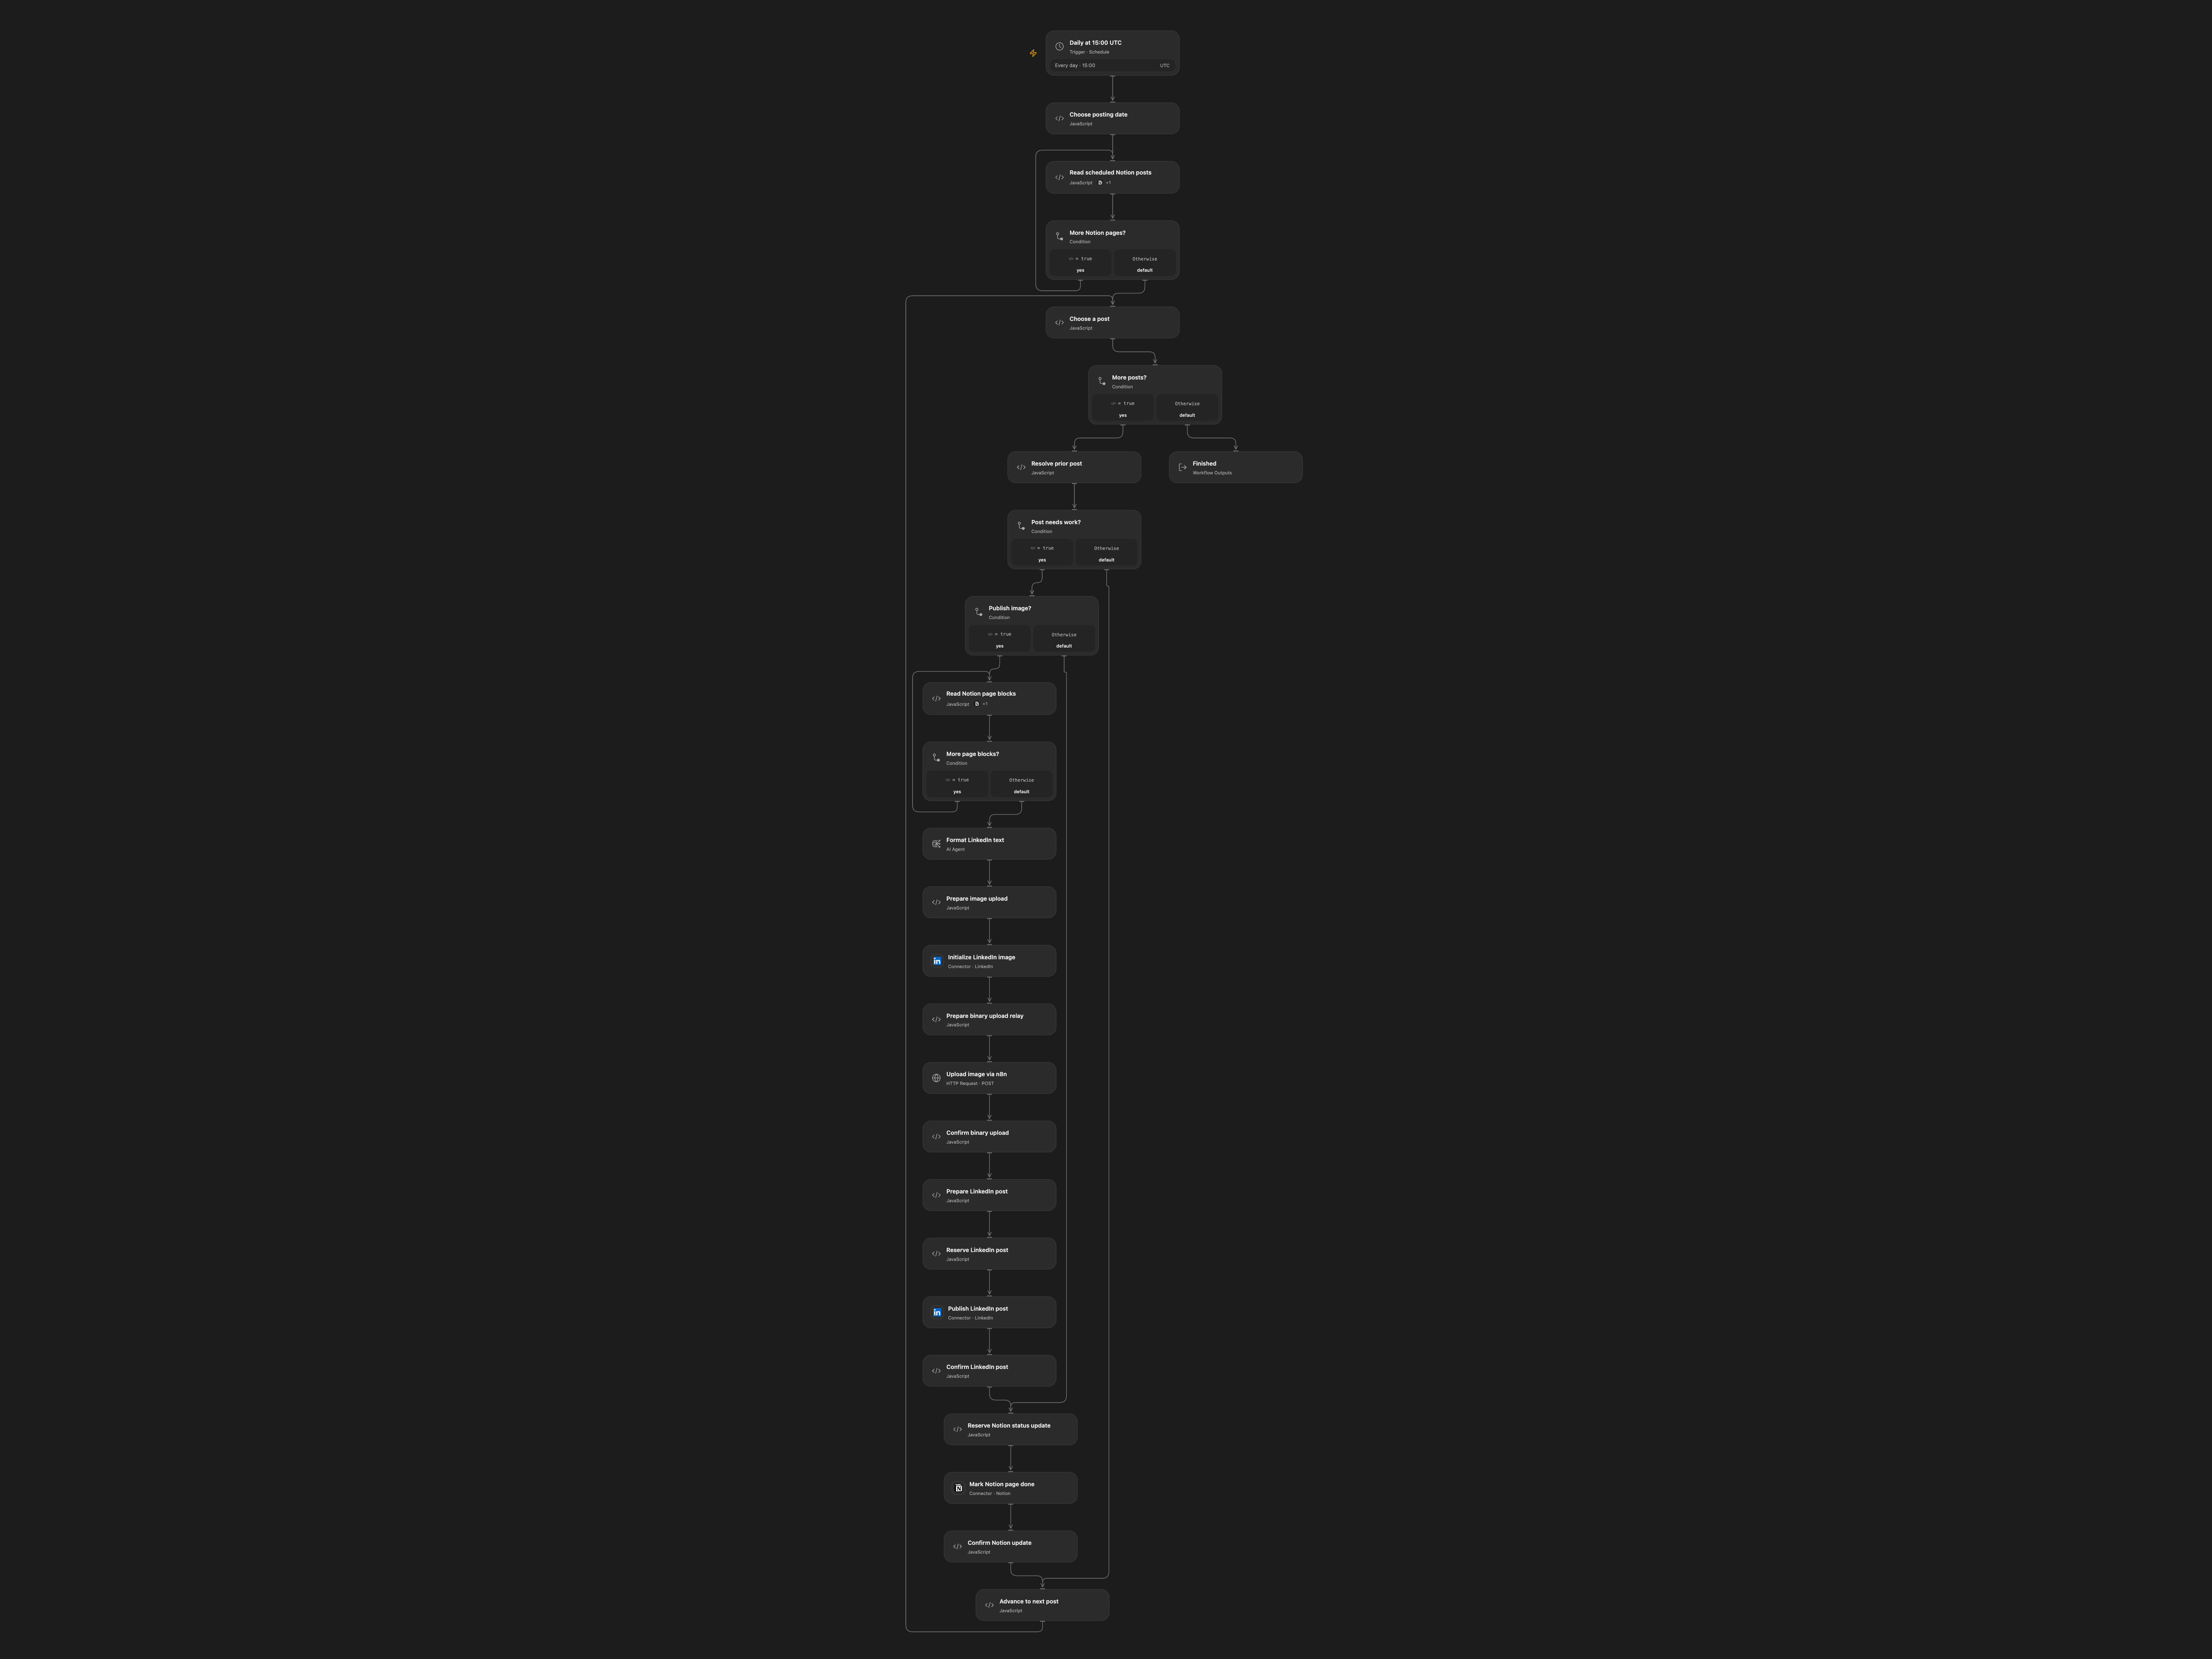 Daily at 15:00 UTC
Trigger · Schedule
Every day · 15:00 UTC
Choose posting date
JavaScript
Read scheduled Notion posts
JavaScript +1
More Notion pages?
Condition
= true Otherwise
yes default
Choose a post
JavaScript
More posts?
Condition
= true Otherwise
yes default
Resolve prior post
JavaScript
Finished
Workflow Outputs
Post needs work?
Condition
= true Otherwise
yes default
Publish image?
Condition
= true Otherwise
yes default
Read Notion page blocks
JavaScript +1
More page blocks?
Condition
= true Otherwise
yes default
Format LinkedIn text
AI Agent
Prepare image upload
JavaScript
Initialize LinkedIn image
Connector · LinkedIn
Prepare binary upload relay
JavaScript
Upload image via n8n
HTTP Request · POST
Confirm binary upload
JavaScript
Prepare LinkedIn post
JavaScript
Reserve LinkedIn post
JavaScript
Publish LinkedIn post
Connector · LinkedIn
Confirm LinkedIn post
JavaScript
Reserve Notion status update
JavaScript
Mark Notion page done
Connector · Notion
Confirm Notion update
JavaScript
Advance to next post
JavaScript